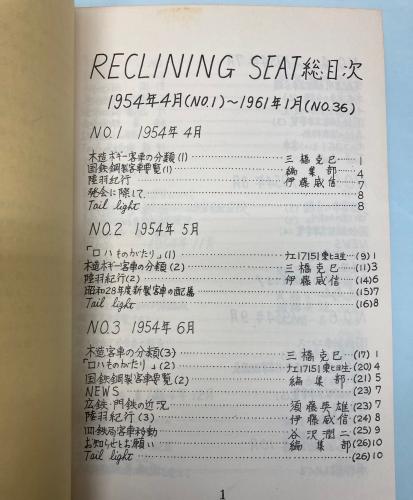 RECLINING SEAT総目次
1954年4月(NO.1)〜1961年1月(NO.36)
NO.1 1954年4月
木造ボギー客車の分類(1) 三橋克己 1
国鉄鋼製客車要覧(1) 編集部 4
陸羽紀行 伊藤威信 7
発会に際して 8
Tail light 8
NO.2 1954年5月
「ロハものがたり」(1) ナエ17151東ヒヨ生 (9)1
木造ボギー客車の分類(2) 三橋克己 (11)3
陸羽紀行(2) 伊藤威信 (14)6
昭和28年度新製客車の配属 (15)7
Tail light (16)8
NO.3 1954年6月
木造客車の分類(3) 三橋克己 (17)1
「ロハものがたり」(2) ナエ17151東ヒヨ生 (20)4
国鉄鋼製客車要覧(2) 編集部 (21)5
NEWS (23)7
広鉄・門鉄の近況 須藤英雄 (23)7
陸羽紀行(3) 伊藤威信 (24)8
四鉄局客車移動 谷沢潤二 (25)9
お知らせとお願い 編集部 (26)10
Tail light (26)10
1